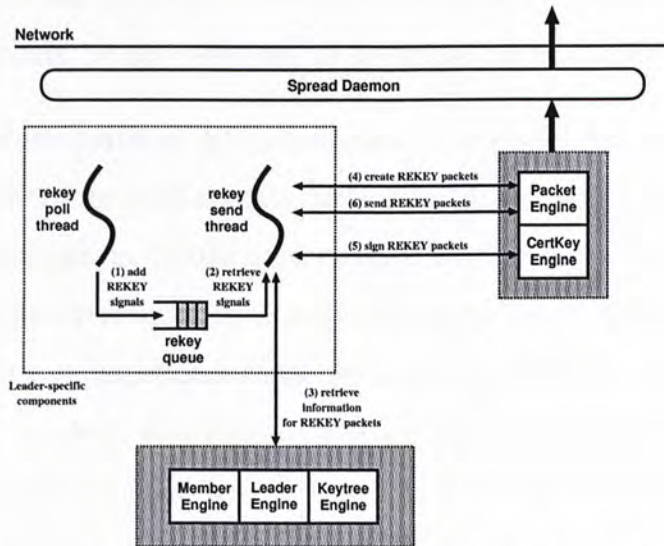 Network
Spread Daemon
rekey
poll
thread
rekey
send
thread
(4) create REKEY packets
(6) send REKEY packets
(5) sign REKEY packets
Packet
Engine
CertKey
Engine
(1) add
REKEY
signals
(2) retrieve
REKEY
signals
rekey
queue
Leader-specific
components
(3) retrieve
information
for REKEY packets
Member
Engine
Leader
Engine
Keytree
Engine